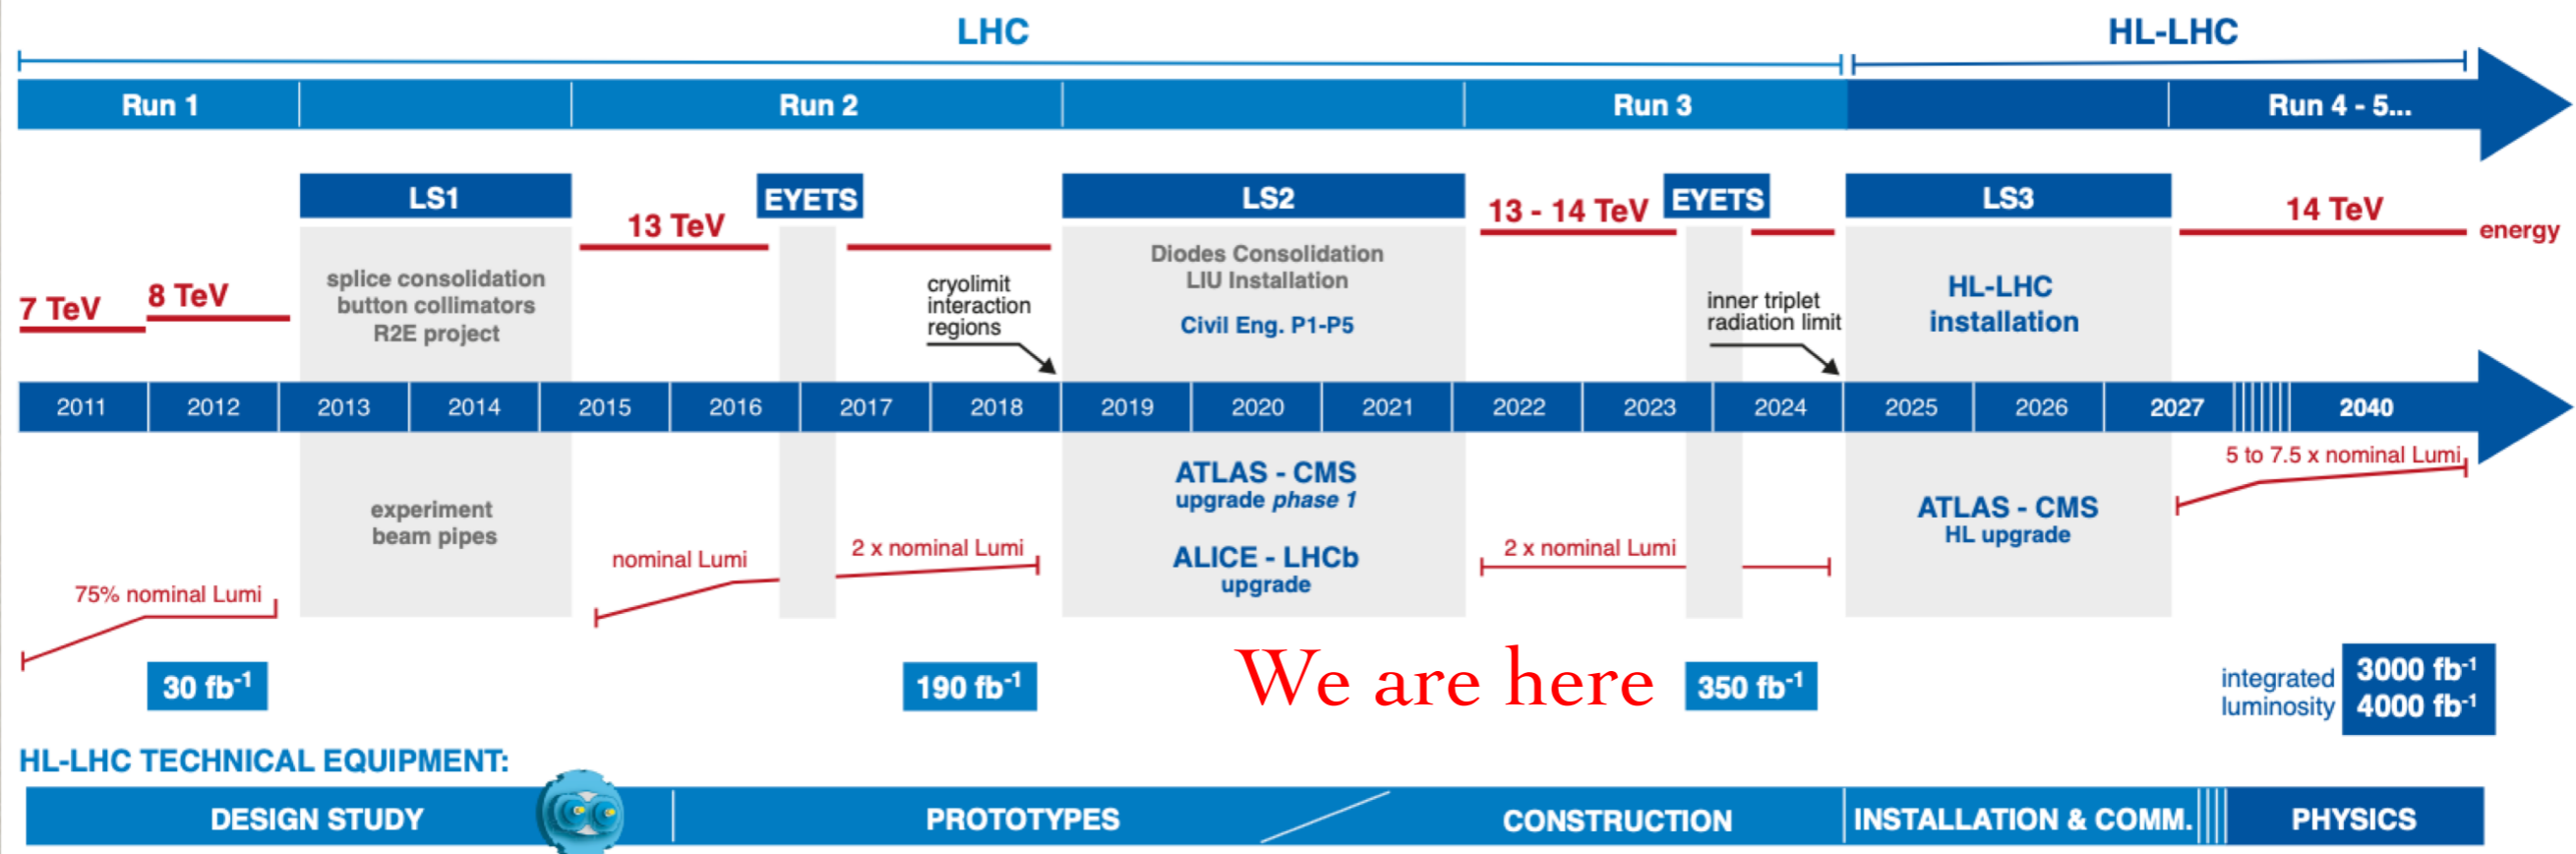 LHC
HL-LHC
Run 1
Run 2
Run 3
Run 4 - 5...
LS1
EYETS
LS2
EYETS
LS3
13 TeV
13 - 14 TeV
14 TeV
energy
7 TeV
8 TeV
splice consolidation
button collimators
R2E project
cryolimit
interaction
regions
Diodes Consolidation
LIU Installation
Civil Eng. P1-P5
inner triplet
radiation limit
HL-LHC
installation
2011
2012
2013
2014
2015
2016
2017
2018
2019
2020
2021
2022
2023
2024
2025
2026
2027
2040
75% nominal Lumi
experiment
beam pipes
nominal Lumi
2 x nominal Lumi
ATLAS - CMS
upgrade phase 1
ALICE - LHCb
upgrade
2 x nominal Lumi
ATLAS - CMS
HL upgrade
5 to 7.5 x nominal Lumi
30 fb⁻¹
190 fb⁻¹
We are here
350 fb⁻¹
integrated
luminosity
3000 fb⁻¹
4000 fb⁻¹
HL-LHC TECHNICAL EQUIPMENT:
DESIGN STUDY
PROTOTYPES
CONSTRUCTION
INSTALLATION & COMM.
PHYSICS